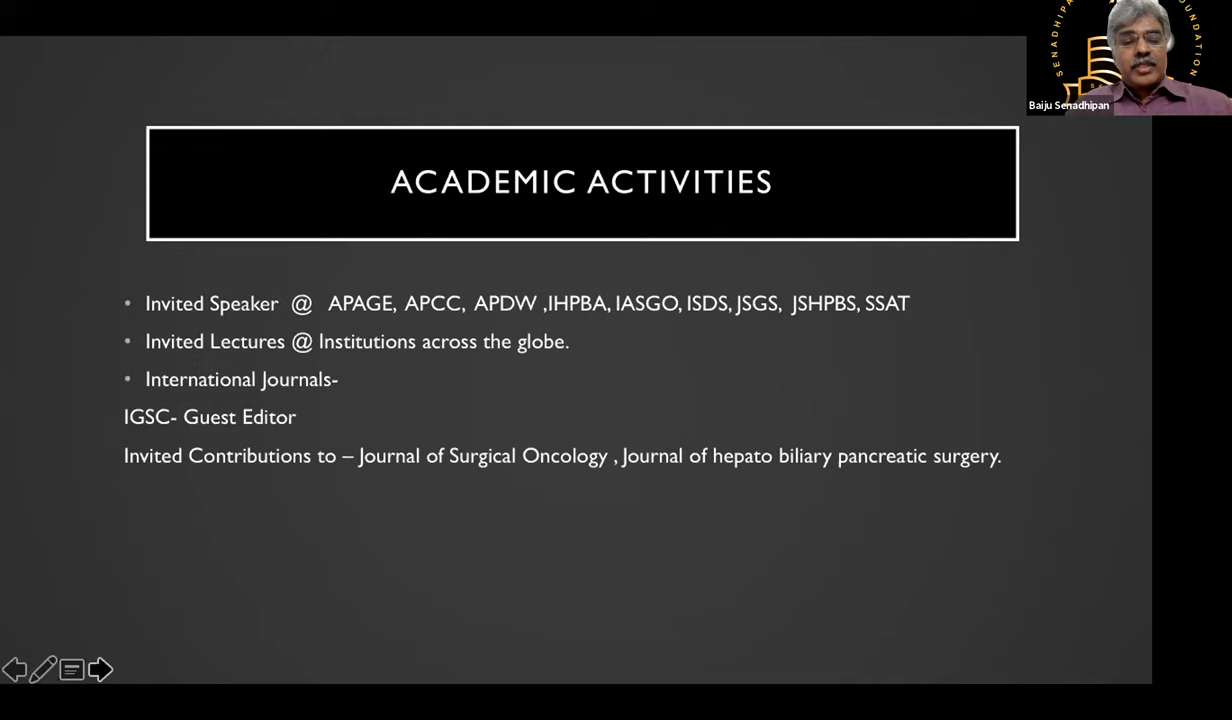 SENADHIPA
OUNDATION
Baiju Senadhipan
ACADEMIC ACTIVITIES
• Invited Speaker @ APAGE, APCC, APDW ,IHPBA, IASGO, ISDS, JSGS, JSHPBS, SSAT
• Invited Lectures @ Institutions across the globe.
• International Journals-
IGSC- Guest Editor
Invited Contributions to – Journal of Surgical Oncology , Journal of hepato biliary pancreatic surgery.